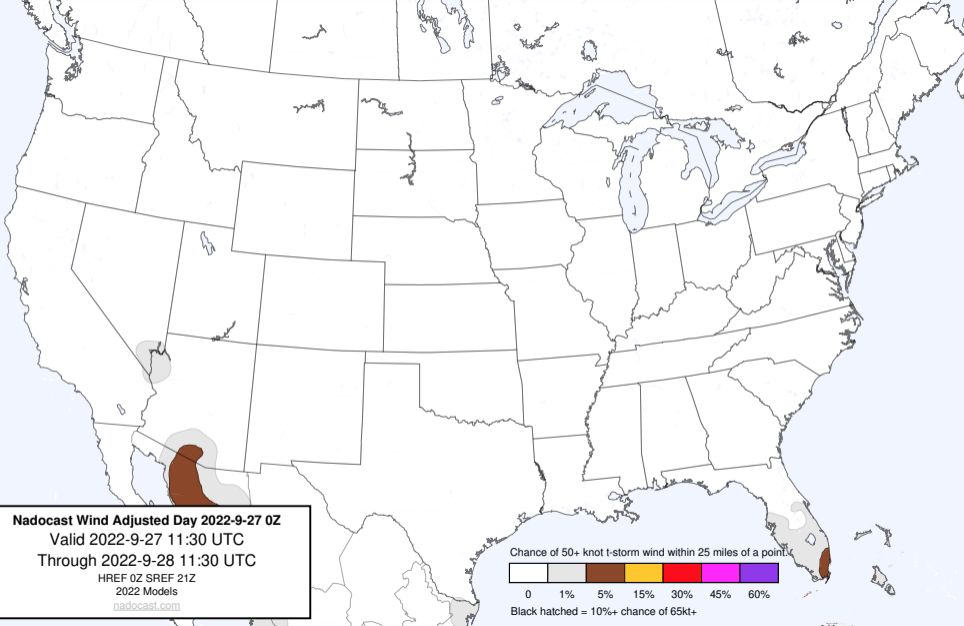 Nadocast Wind Adjusted Day 2022-9-27 0Z
Valid 2022-9-27 11:30 UTC
Through 2022-9-28 11:30 UTC
HREF 0Z SREF 21Z
2022 Models
nadocast.com
Chance of 50+ knot t-storm wind within 25 miles of a point.
0 1% 5% 15% 30% 45% 60%
Black hatched = 10%+ chance of 65kt+